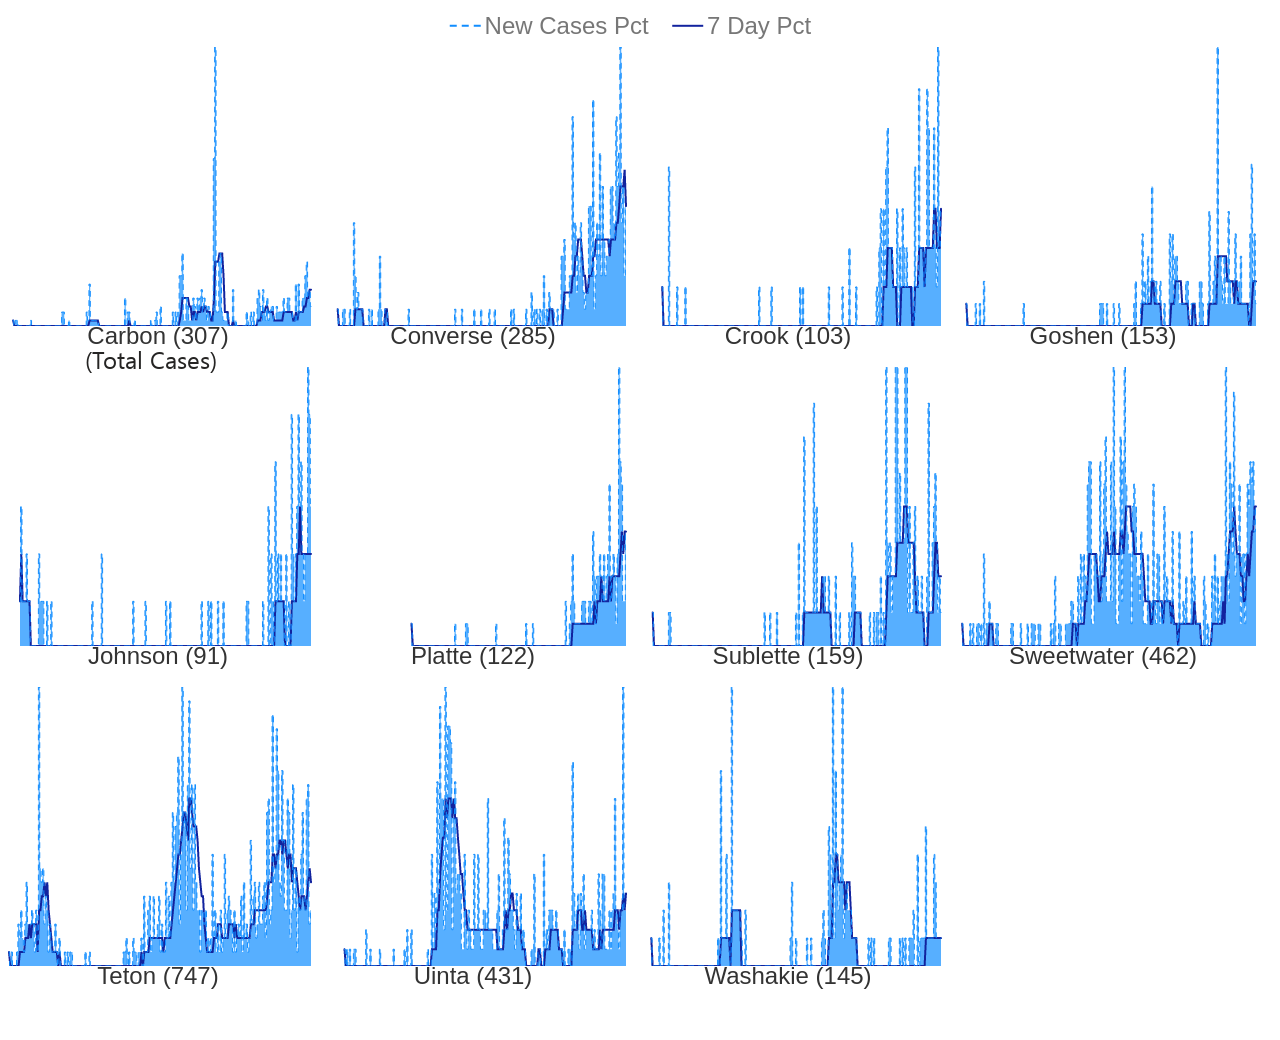 New Cases Pct 7 Day Pct
Carbon (307) Converse (285) Crook (103) Goshen (153)
(Total Cases)
Johnson (91) Platte (122) Sublette (159) Sweetwater (462)
Teton (747) Uinta (431) Washakie (145)